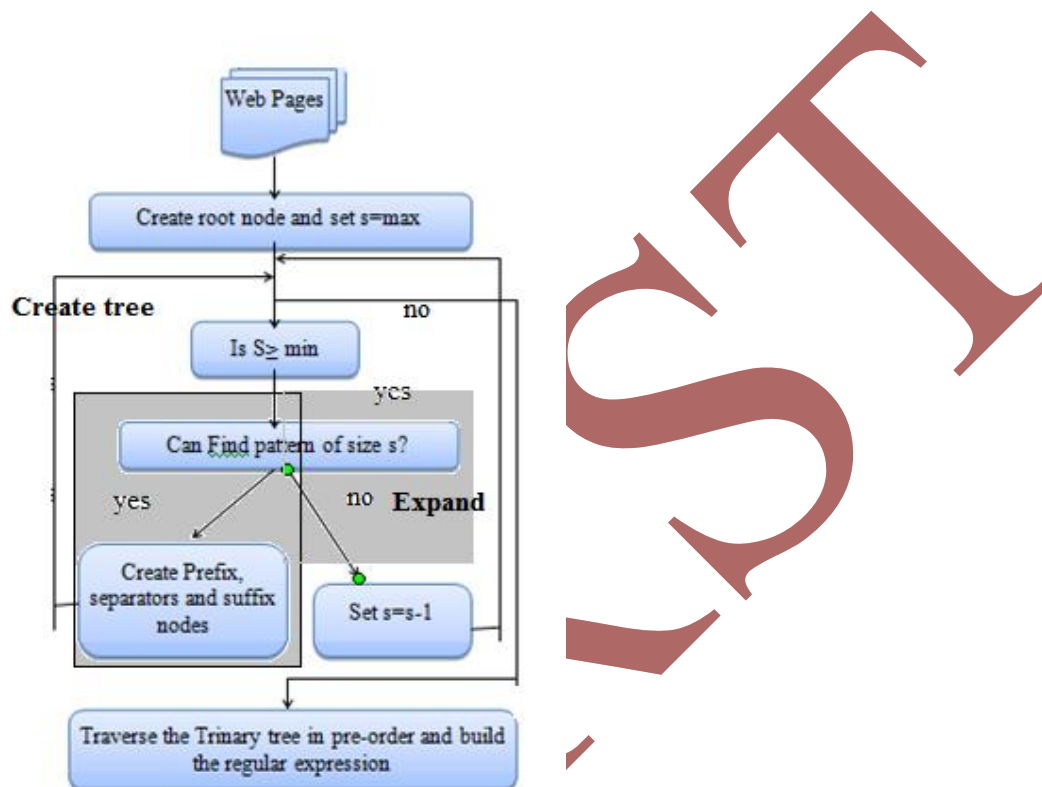 Web Pages
Create root node and set s=max
Create tree
no
Is S≥ min
yes
Can Find pattern of size s?
yes
no
Expand
Create Prefix,
separators and suffix
nodes
Set s=s-1
Traverse the Trinary tree in pre-order and build
the regular expression
ST